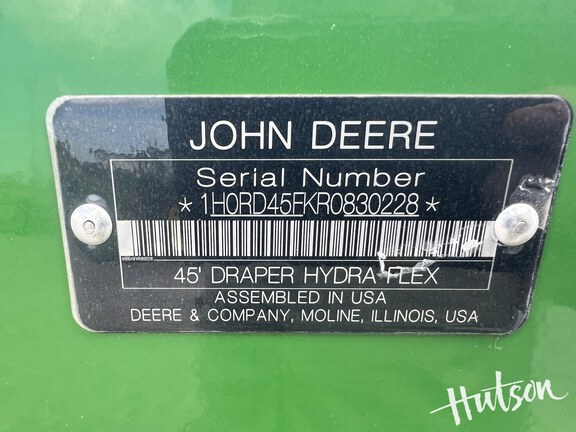 JOHN DEERE
Serial Number
*1H0RD45FKR0830228*
45' DRAPER HYDRA-FLEX
ASSEMBLED IN USA
DEERE & COMPANY, MOLINE, ILLINOIS, USA
Hutson